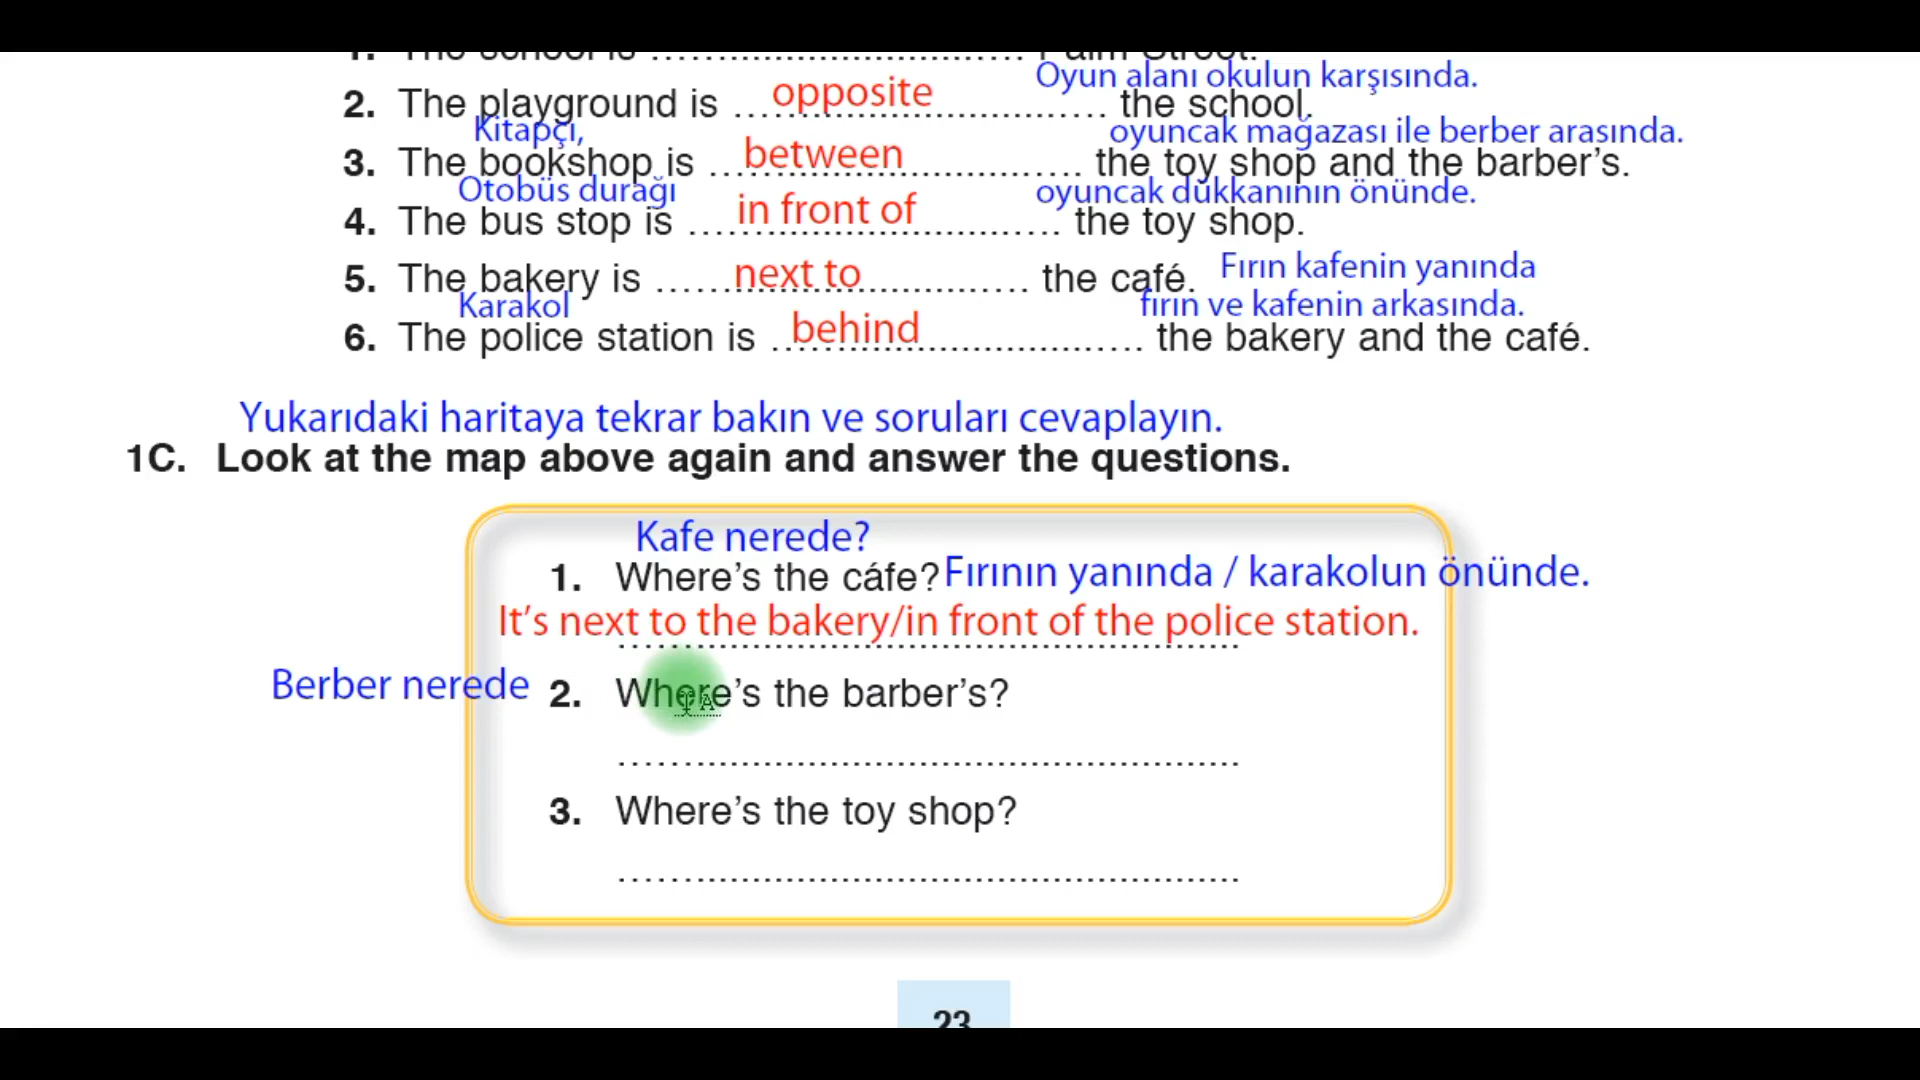 2. The playground is .......opposite....... the school. Oyun alanı okulun karşısında.
Kitapçı, oyuncak mağazası ile berber arasında.
3. The bookshop is .......between....... the toy shop and the barber’s.
Otobüs durağı oyuncak dükkanının önünde.
4. The bus stop is .......in front of....... the toy shop.
5. The bakery is .......next to....... the café. Fırın kafenin yanında
Karakol fırın ve kafenin arkasında.
6. The police station is .......behind....... the bakery and the café.
Yukarıdaki haritaya tekrar bakın ve soruları cevaplayın.
1C. Look at the map above again and answer the questions.
Kafe nerede?
1. Where’s the cáfe? Fırının yanında / karakolun önünde.
It’s next to the bakery/in front of the police station.
Berber nerede 2. Where’s the barber’s?
3. Where’s the toy shop?
23